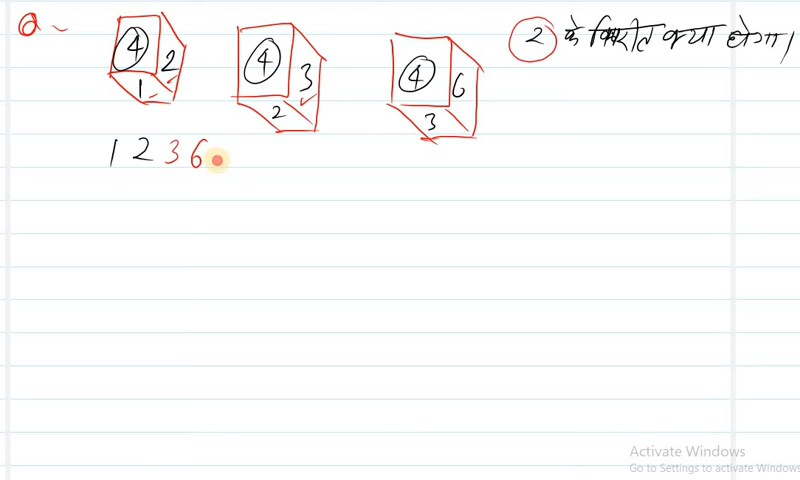 Q~
4 2 1
4 3 2
4 6 3
2 के विपरीत क्या होगा।
1 2 3 6
Activate Windows
Go to Settings to activate Windows